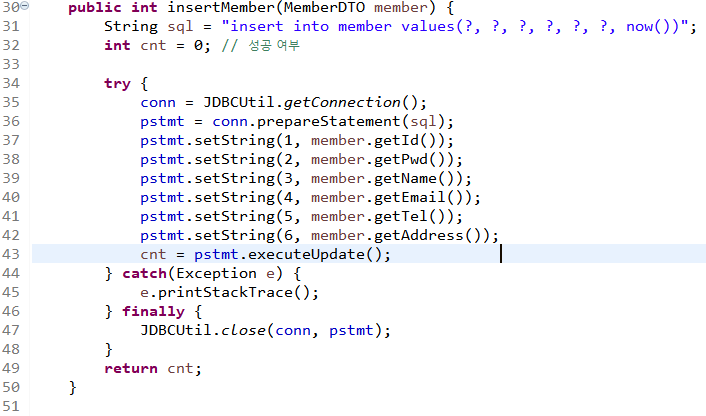 30 public int insertMember(MemberDTO member) {
31 String sql = "insert into member values(?, ?, ?, ?, ?, ?, now())";
32 int cnt = 0; // 성공 여부
33
34 try {
35 conn = JDBCUtil.getConnection();
36 pstmt = conn.prepareStatement(sql);
37 pstmt.setString(1, member.getId());
38 pstmt.setString(2, member.getPwd());
39 pstmt.setString(3, member.getName());
40 pstmt.setString(4, member.getEmail());
41 pstmt.setString(5, member.getTel());
42 pstmt.setString(6, member.getAddress());
43 cnt = pstmt.executeUpdate();
44 } catch(Exception e) {
45 e.printStackTrace();
46 } finally {
47 JDBCUtil.close(conn, pstmt);
48 }
49 return cnt;
50 }
51